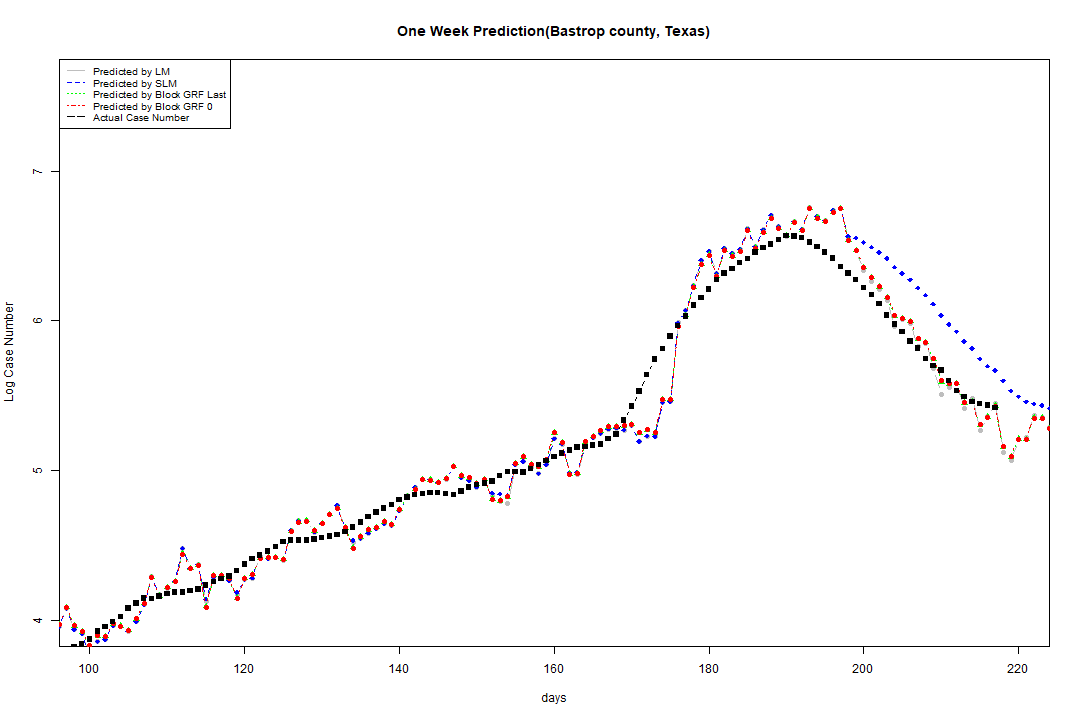 One Week Prediction(Bastrop county, Texas)
Predicted by LM
Predicted by SLM
Predicted by Block GRF Last
Predicted by Block GRF 0
Actual Case Number
7
6
5
4
Log Case Number
100 120 140 160 180 200 220
days